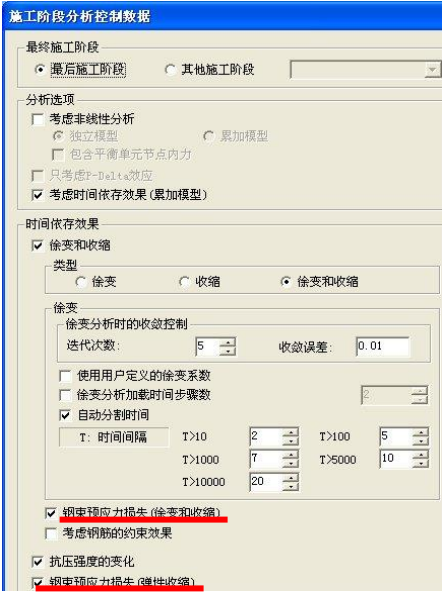 施工阶段分析控制数据
最终施工阶段
最后施工阶段 其他施工阶段
分析选项
考虑非线性分析
独立模型 累加模型
包含平衡单元节点内力
只考虑P-Delta效应
考虑时间依存效果(累加模型)
时间依存效果
徐变和收缩
类型
徐变 收缩 徐变和收缩
徐变
徐变分析时的收敛控制
迭代次数: 5 收敛误差: 0.01
使用用户定义的徐变系数
徐变分析加载时间步骤数 2
自动分割时间
T: 时间间隔 T>10 2 T>100 5
T>1000 7 T>5000 10
T>10000 20
钢束预应力损失(徐变和收缩)
考虑钢筋的约束效果
抗压强度的变化
钢束预应力损失(弹性收缩)